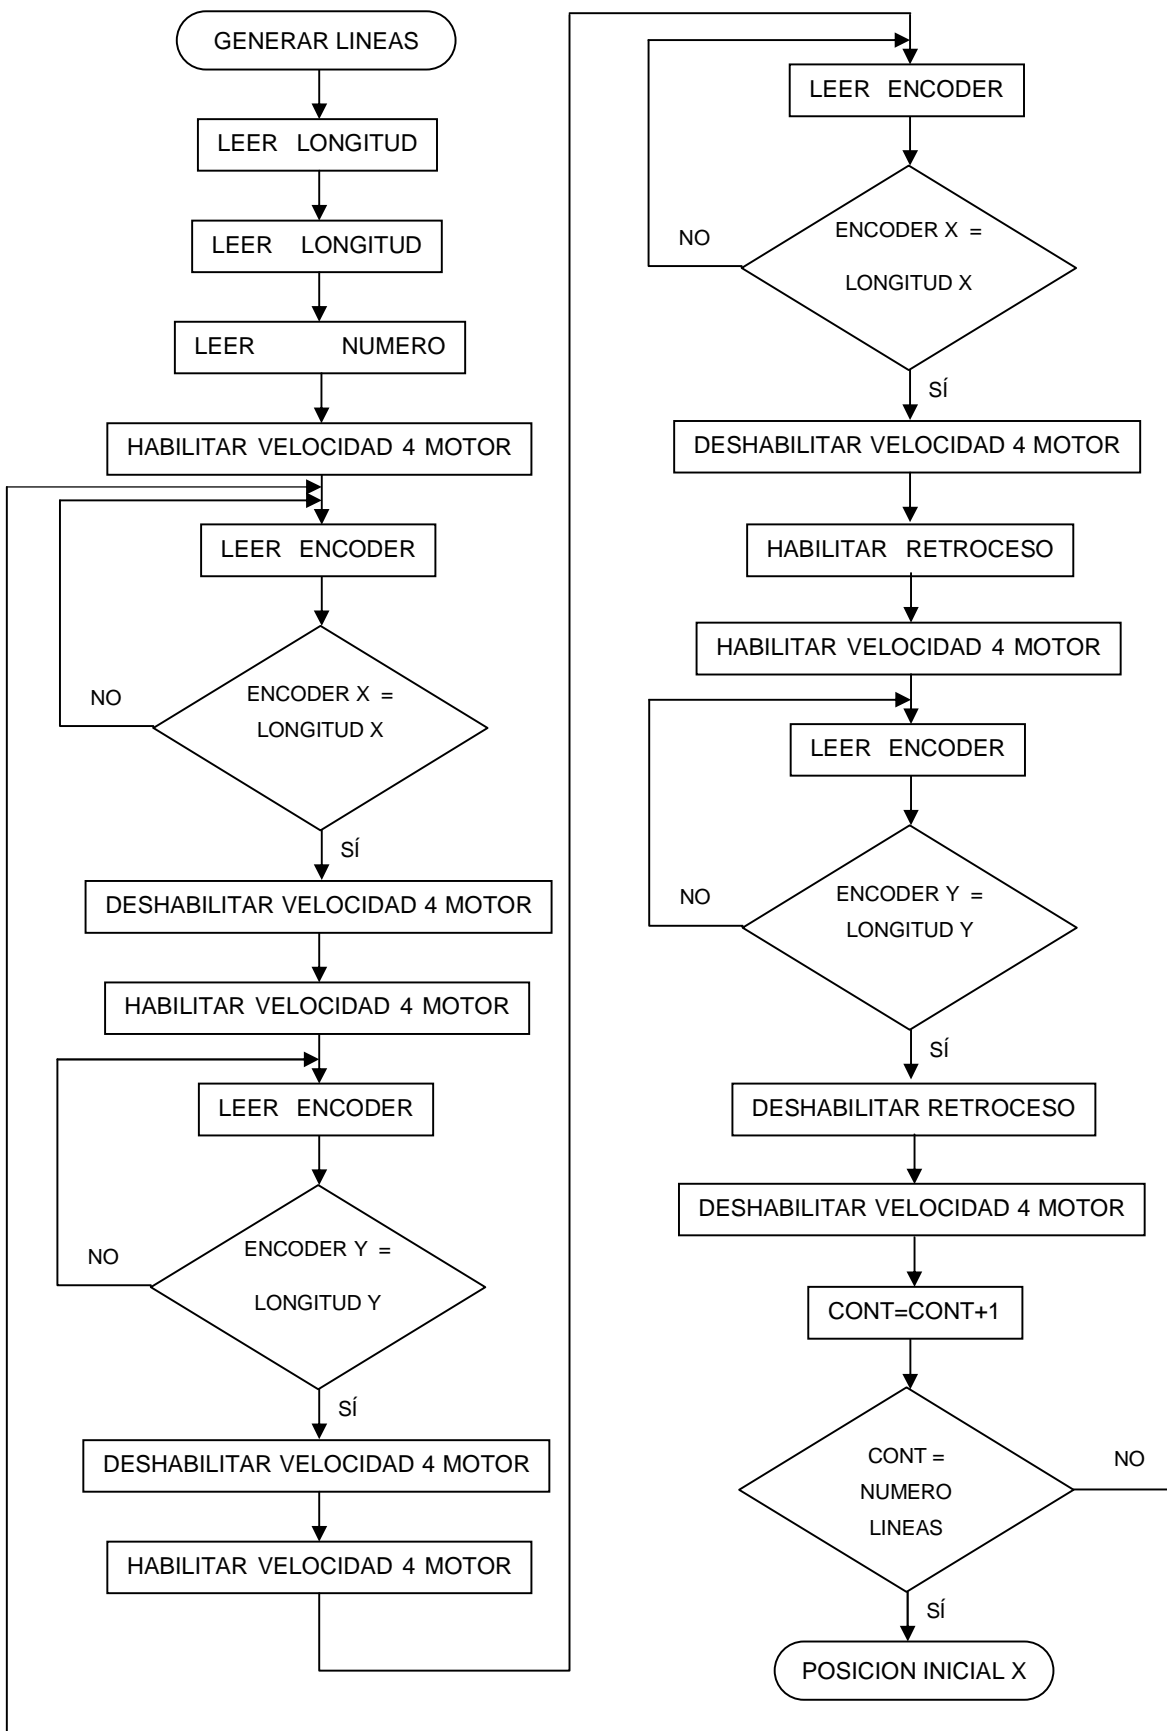 GENERAR LINEAS
LEER LONGITUD
LEER LONGITUD
LEER NUMERO
HABILITAR VELOCIDAD 4 MOTOR
LEER ENCODER
NO
ENCODER X =
LONGITUD X
SÍ
DESHABILITAR VELOCIDAD 4 MOTOR
HABILITAR VELOCIDAD 4 MOTOR
LEER ENCODER
NO
ENCODER Y =
LONGITUD Y
SÍ
DESHABILITAR VELOCIDAD 4 MOTOR
HABILITAR VELOCIDAD 4 MOTOR
LEER ENCODER
NO
ENCODER X =
LONGITUD X
SÍ
DESHABILITAR VELOCIDAD 4 MOTOR
HABILITAR RETROCESO
HABILITAR VELOCIDAD 4 MOTOR
LEER ENCODER
NO
ENCODER Y =
LONGITUD Y
SÍ
DESHABILITAR RETROCESO
DESHABILITAR VELOCIDAD 4 MOTOR
CONT=CONT+1
CONT =
NUMERO
LINEAS
NO
SÍ
POSICION INICIAL X